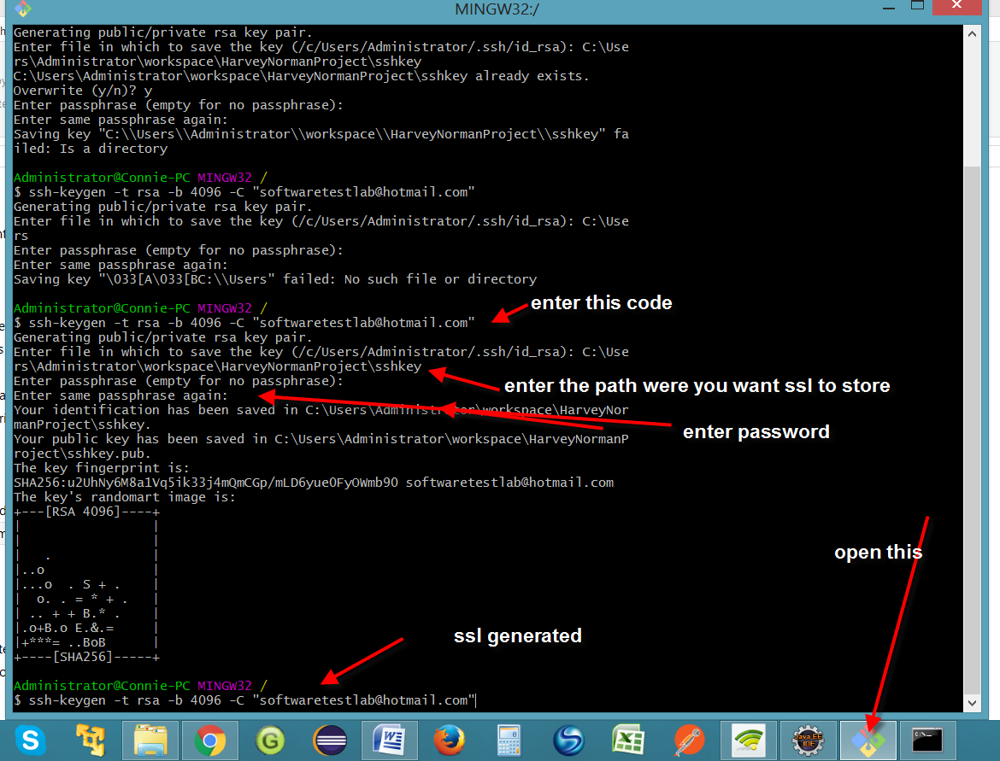 MINGW32:/
Generating public/private rsa key pair.
Enter file in which to save the key (/c/Users/Administrator/.ssh/id_rsa): C:\Use
rs\Administrator\workspace\HarveyNormanProject\sshkey
C:\Users\Administrator\workspace\HarveyNormanProject\sshkey already exists.
Overwrite (y/n)? y
Enter passphrase (empty for no passphrase):
Enter same passphrase again:
Saving key "C:\\Users\\Administrator\\workspace\\HarveyNormanProject\\sshkey" fa
iled: Is a directory
Administrator@Connie-PC MINGW32 /
$ ssh-keygen -t rsa -b 4096 -C "softwaretestlab@hotmail.com"
Generating public/private rsa key pair.
Enter file in which to save the key (/c/Users/Administrator/.ssh/id_rsa): C:\Use
rs
Enter passphrase (empty for no passphrase):
Enter same passphrase again:
Saving key "\033[A\033[BC:\\Users" failed: No such file or directory
Administrator@Connie-PC MINGW32 /
enter this code
$ ssh-keygen -t rsa -b 4096 -C "softwaretestlab@hotmail.com"
Generating public/private rsa key pair.
Enter file in which to save the key (/c/Users/Administrator/.ssh/id_rsa): C:\Use
rs\Administrator\workspace\HarveyNormanProject\sshkey
Enter passphrase (empty for no passphrase):
enter the path were you want ssl to store
Enter same passphrase again:
Your identification has been saved in C:\Users\Administrator\workspace\HarveyNor
manProject\sshkey.
enter password
Your public key has been saved in C:\Users\Administrator\workspace\HarveyNormanP
roject\sshkey.pub.
The key fingerprint is:
SHA256:u2UhNy6M8a1Vq5ik33j4mQmCGp/mLD6yue0FyOWmb90 softwaretestlab@hotmail.com
The key's randomart image is:
+---[RSA 4096]----+
|                 |
|                 |
|   .             |
|..o              |
|...o  . S + .    |
|  o. . = * + .   |
| .. + + B.* .    |
|.o+B.o E.&.=     |
|+***= ..BoB      |
+----[SHA256]-----+
open this
ssl generated
Administrator@Connie-PC MINGW32 /
$ ssh-keygen -t rsa -b 4096 -C "softwaretestlab@hotmail.com"
Java EE
IDE
C:\_